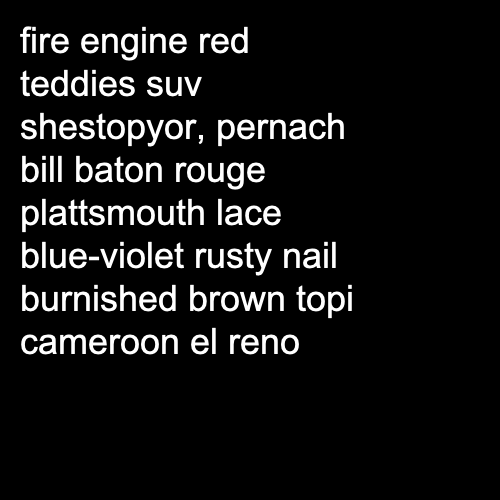 fire engine red
teddies suv
shestopyor, pernach
bill baton rouge
plattsmouth lace
blue-violet rusty nail
burnished brown topi
cameroon el reno